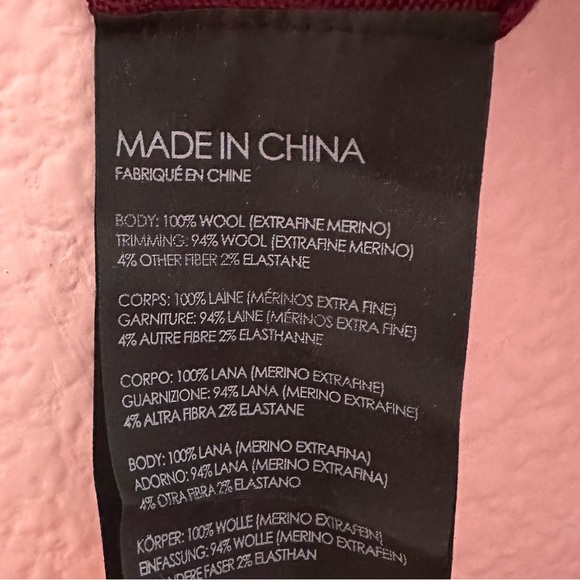 MADE IN CHINA
FABRIQUÉ EN CHINE
BODY: 100% WOOL (EXTRAFINE MERINO)
TRIMMING: 94% WOOL (EXTRAFINE MERINO)
4% OTHER FIBER 2% ELASTANE
CORPS: 100% LAINE (MÉRINOS EXTRA FINE)
GARNITURE: 94% LAINE (MÉRINOS EXTRA FINE)
4% AUTRE FIBRE 2% ELASTHANNE
CORPO: 100% LANA (MERINO EXTRAFINE)
GUARNIZIONE: 94% LANA (MERINO EXTRAFINE)
4% ALTRA FIBRA 2% ELASTANE
BODY: 100% LANA (MERINO EXTRAFINA)
ADORNO: 94% LANA (MERINO EXTRAFINA)
4% OTRA FIBRA 2% ELASTANO
KÖRPER: 100% WOLLE (MERINO EXTRAFEIN)
EINFASSUNG: 94% WOLLE (MERINO EXTRAFEIN)
ANDERE FASER 2% ELASTHAN